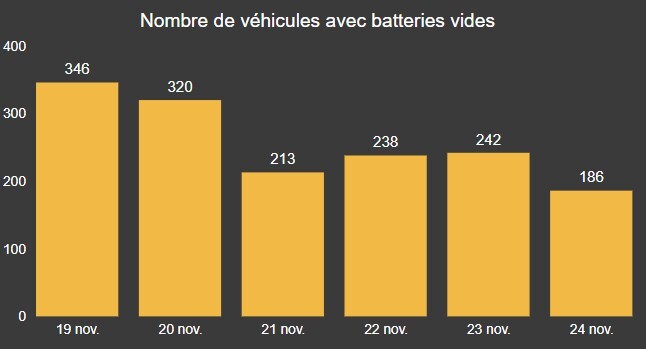 Nombre de véhicules avec batteries vides
400
300
200
100
0
346
320
213
238
242
186
19 nov.
20 nov.
21 nov.
22 nov.
23 nov.
24 nov.